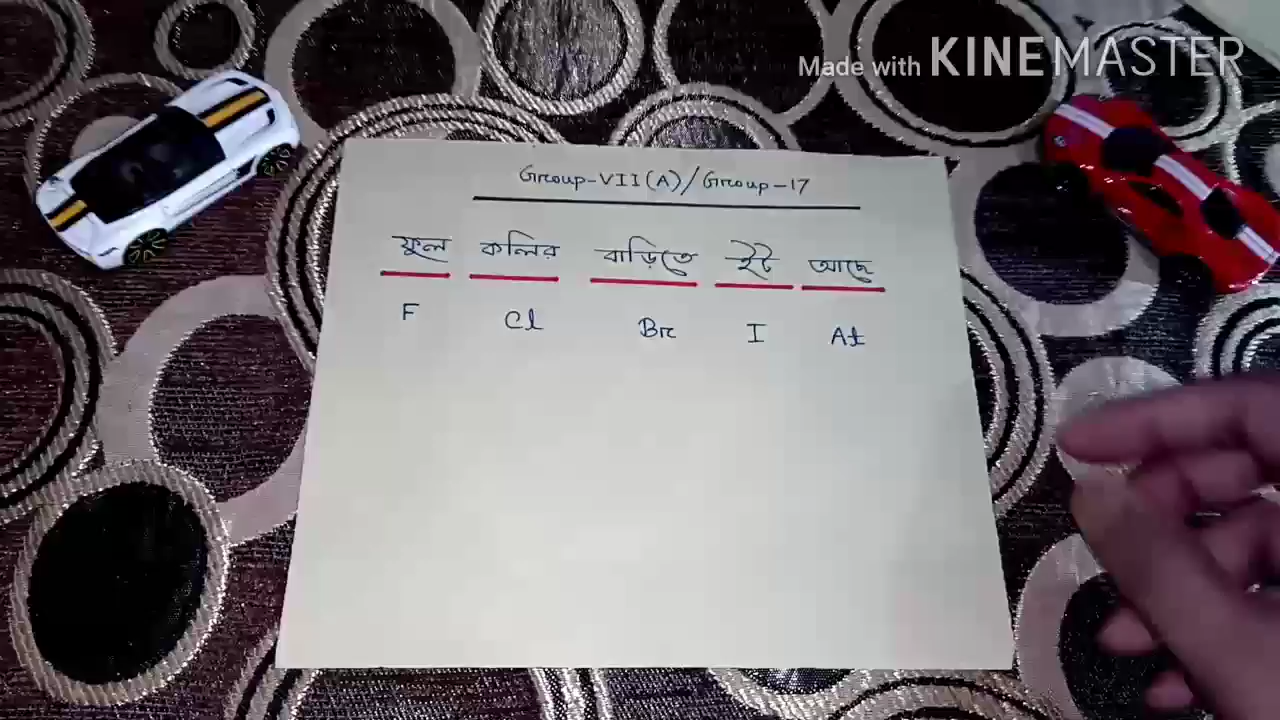 Made with KINEMASTER
Group-VII(A)/Group-17
ফুল কলির বাড়িতে ইট আছে
F Cl Br I At